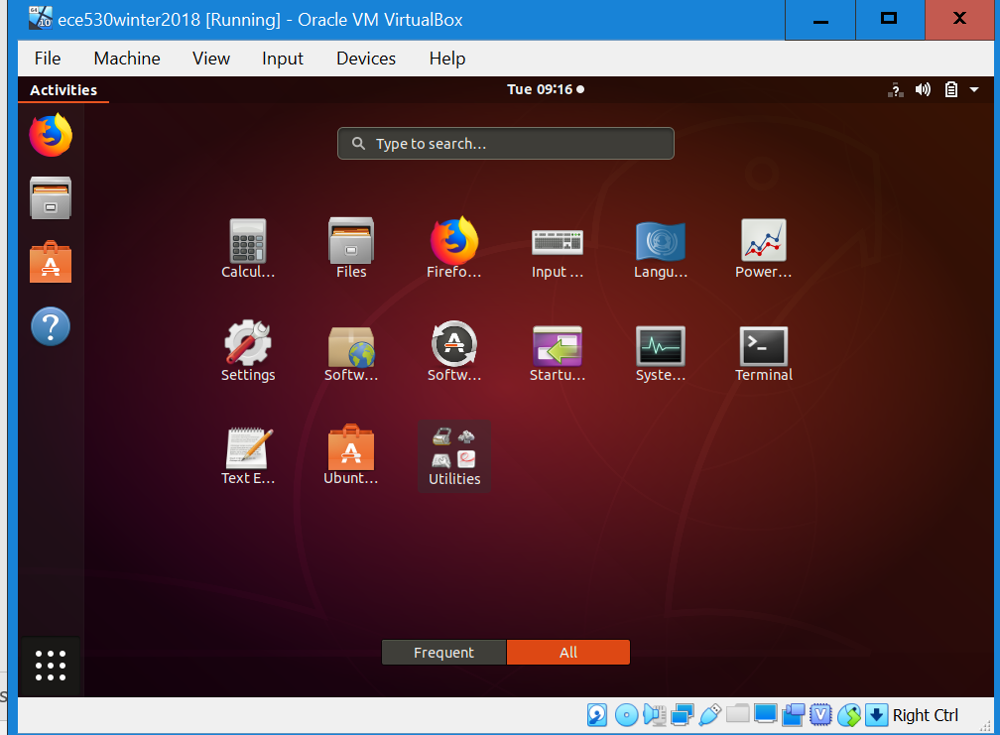 ece530winter2018 [Running] - Oracle VM VirtualBox
File Machine View Input Devices Help
Activities Tue 09:16
Type to search...
Calcul... Files Firefo... Input ... Langu... Power...
Settings Softw... Softw... Startu... Syste... Terminal
Text E... Ubunt... Utilities
Frequent All
Right Ctrl